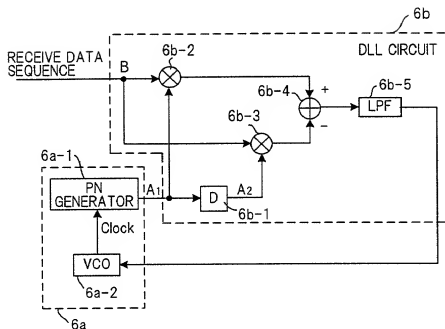 6b
DLL CIRCUIT
RECEIVE DATA
SEQUENCE
B
6b-2
6b-4
+
−
6b-5
LPF
6b-3
6a-1
PN
GENERATOR
A1
D
A2
6b-1
Clock
VCO
6a-2
6a